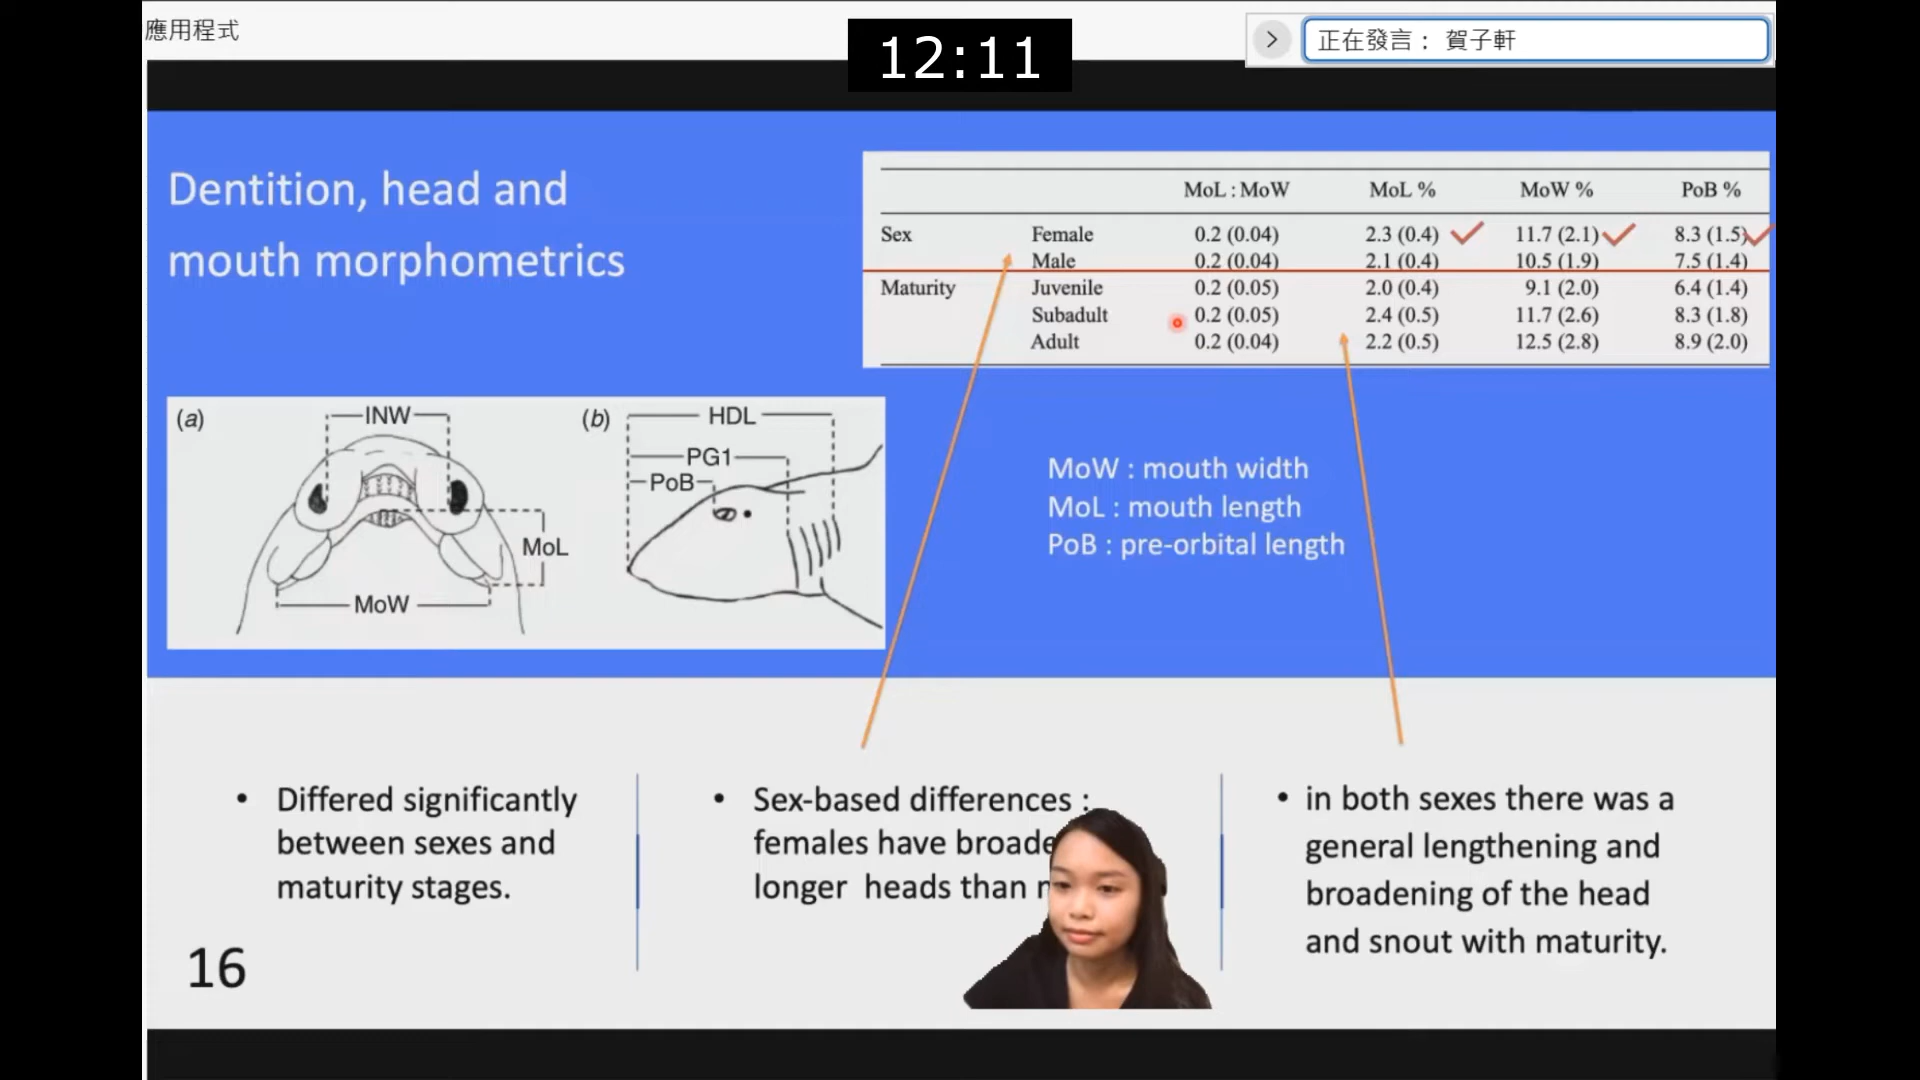 應用程式
12:11
正在發言： 賀子軒
Dentition, head and
mouth morphometrics
MoL : MoW MoL % MoW % PoB %
Sex Female 0.2 (0.04) 2.3 (0.4) 11.7 (2.1) 8.3 (1.5)
Male 0.2 (0.04) 2.1 (0.4) 10.5 (1.9) 7.5 (1.4)
Maturity Juvenile 0.2 (0.05) 2.0 (0.4) 9.1 (2.0) 6.4 (1.4)
Subadult 0.2 (0.05) 2.4 (0.5) 11.7 (2.6) 8.3 (1.8)
Adult 0.2 (0.04) 2.2 (0.5) 12.5 (2.8) 8.9 (2.0)
(a) INW
MoL
MoW
(b) HDL
PG1
PoB
MoW : mouth width
MoL : mouth length
PoB : pre-orbital length
• Differed significantly
between sexes and
maturity stages.
• Sex-based differences :
females have
longer heads than
• in both sexes there was a
general lengthening and
broadening of the head
and snout with maturity.
16